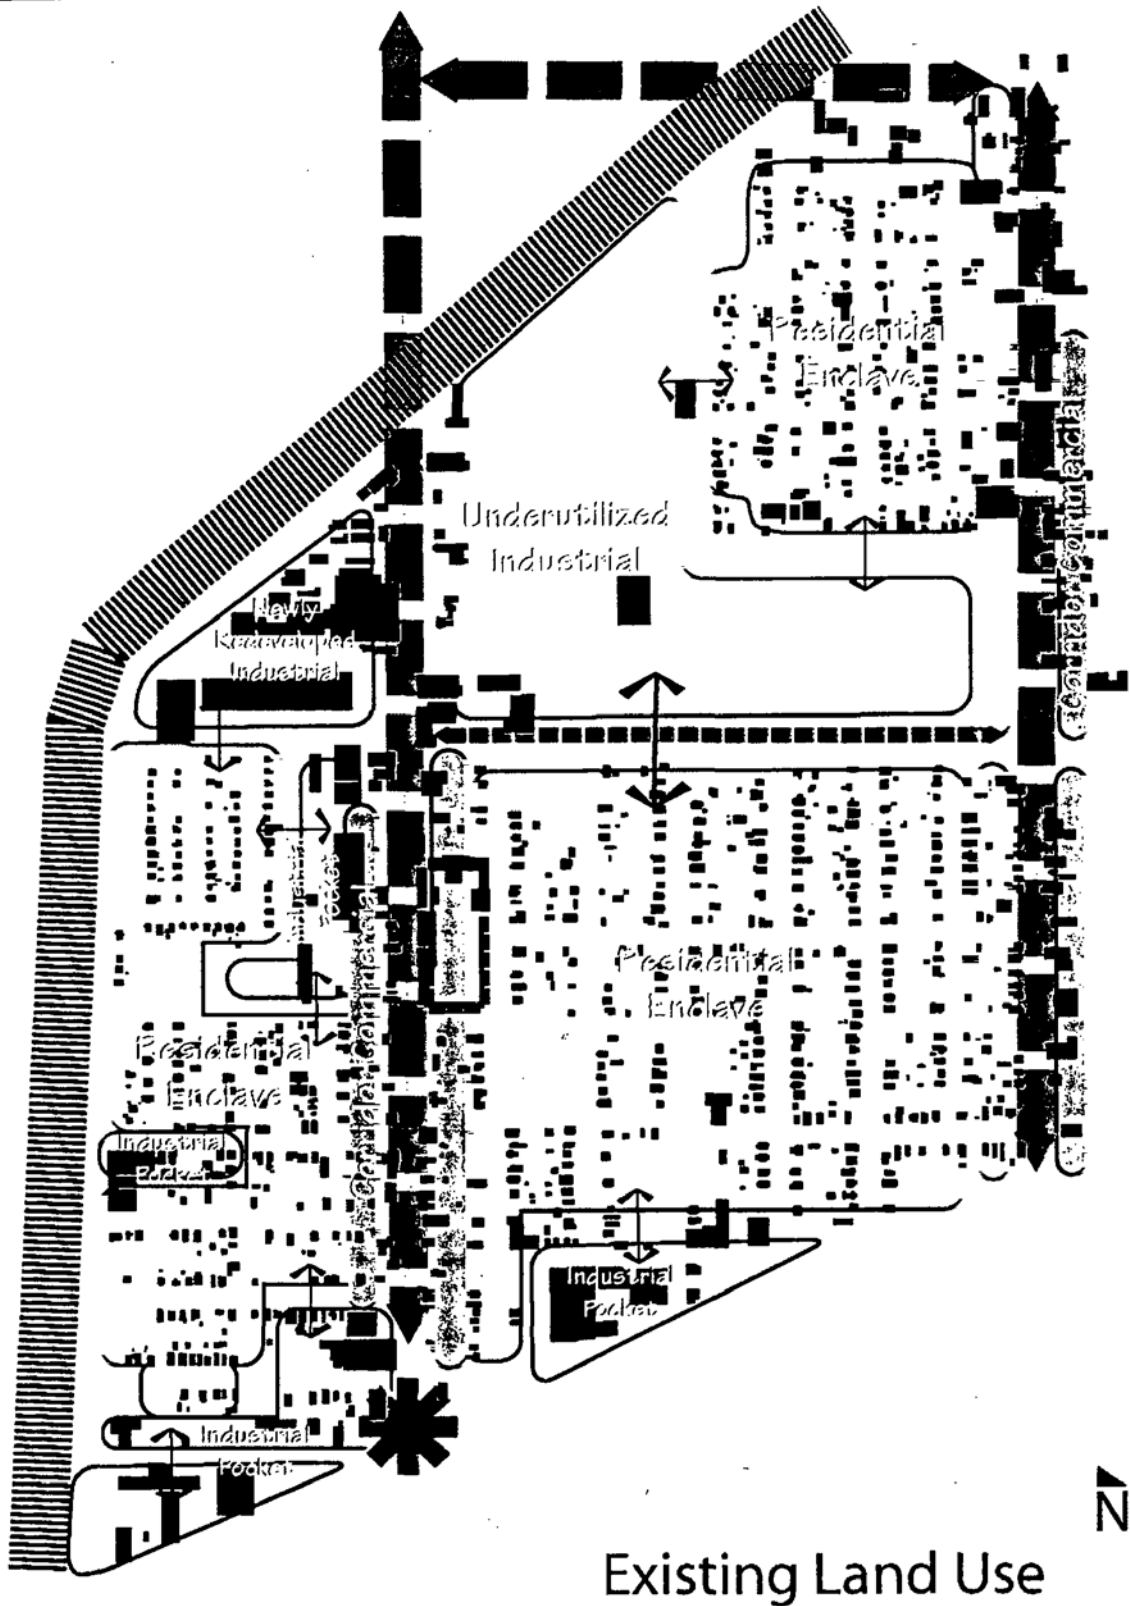 Residential
Enclave
Corridor Commercial
Underutilized
Industrial
Newly
Redeveloped
Industrial
Industrial
Pocket
Corridor Commercial
Residential
Enclave
Residential
Enclave
Industrial
Pocket
Industrial
Pocket
Industrial
Pocket
N
Existing Land Use